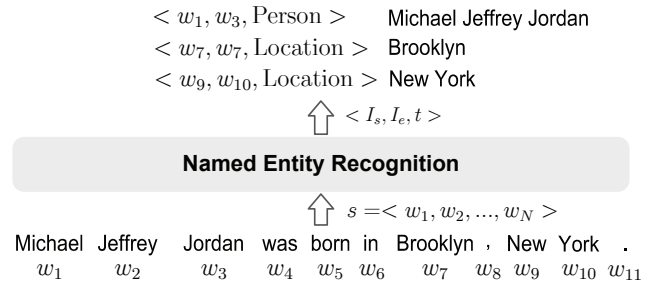 < w₁, w₃, Person > Michael Jeffrey Jordan
< w₇, w₇, Location > Brooklyn
< w₉, w₁₀, Location > New York
< Iₛ, Iₑ, t >
Named Entity Recognition
s =< w₁, w₂, ..., w_N >
Michael Jeffrey Jordan was born in Brooklyn , New York .
w₁ w₂ w₃ w₄ w₅ w₆ w₇ w₈ w₉ w₁₀ w₁₁